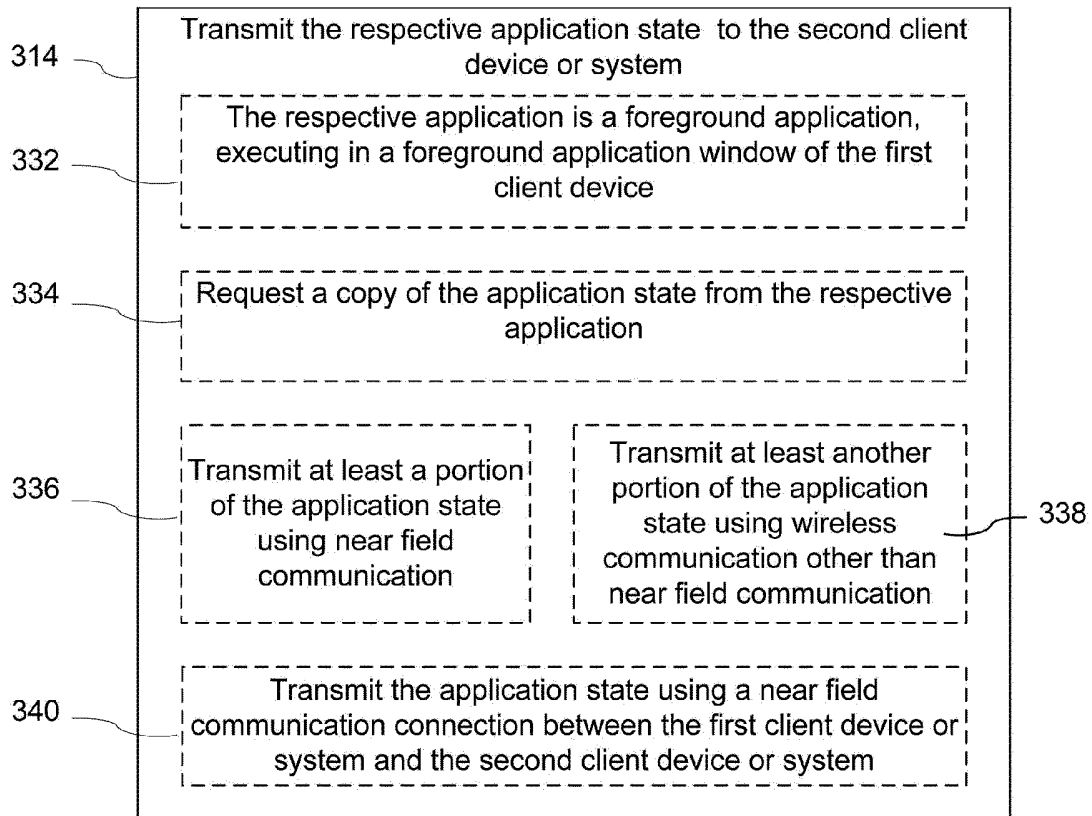 Transmit the respective application state to the second client
device or system
314
The respective application is a foreground application,
executing in a foreground application window of the first
client device
332
Request a copy of the application state from the respective
application
334
Transmit at least a portion
of the application state
using near field
communication
336
Transmit at least another
portion of the application
state using wireless
communication other than
near field communication
338
Transmit the application state using a near field
communication connection between the first client device or
system and the second client device or system
340